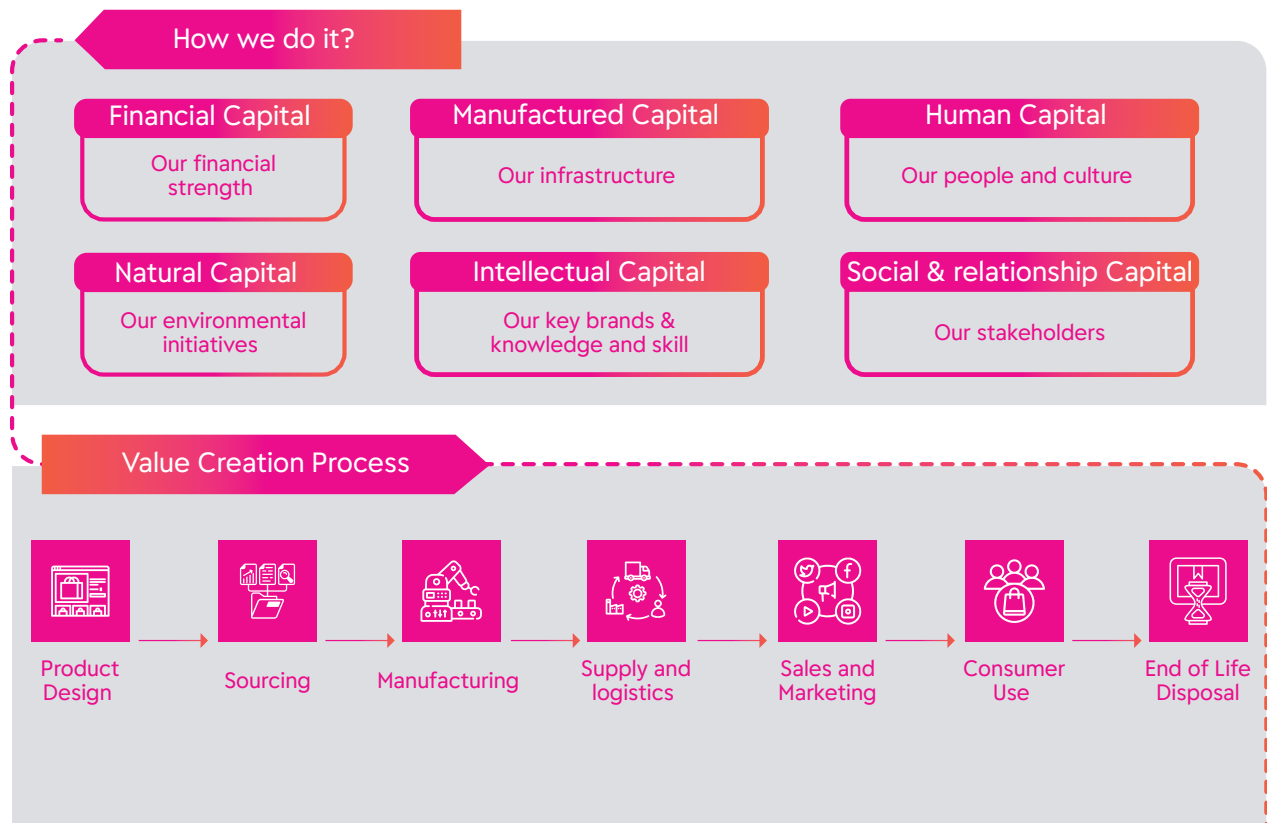 How we do it?
Financial Capital
Our financial
strength
Manufactured Capital
Our infrastructure
Human Capital
Our people and culture
Natural Capital
Our environmental
initiatives
Intellectual Capital
Our key brands &
knowledge and skill
Social & relationship Capital
Our stakeholders
Value Creation Process
Product
Design
Sourcing
Manufacturing
Supply and
logistics
Sales and
Marketing
Consumer
Use
End of Life
Disposal